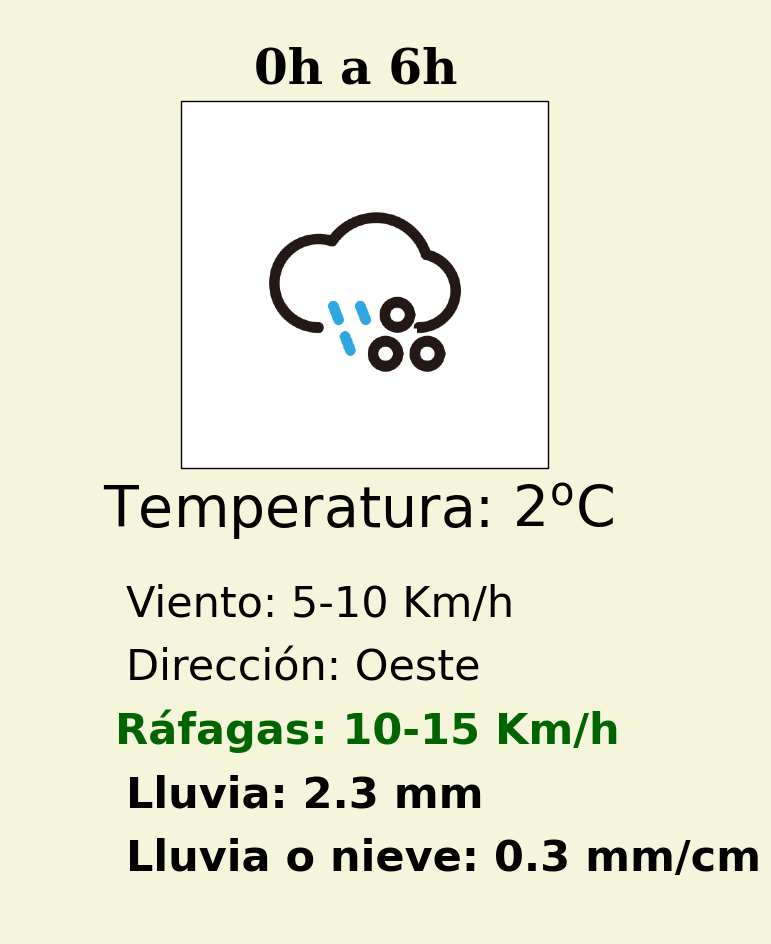 0h a 6h
Temperatura: 2ºC
Viento: 5-10 Km/h
Dirección: Oeste
Ráfagas: 10-15 Km/h
Lluvia: 2.3 mm
Lluvia o nieve: 0.3 mm/cm